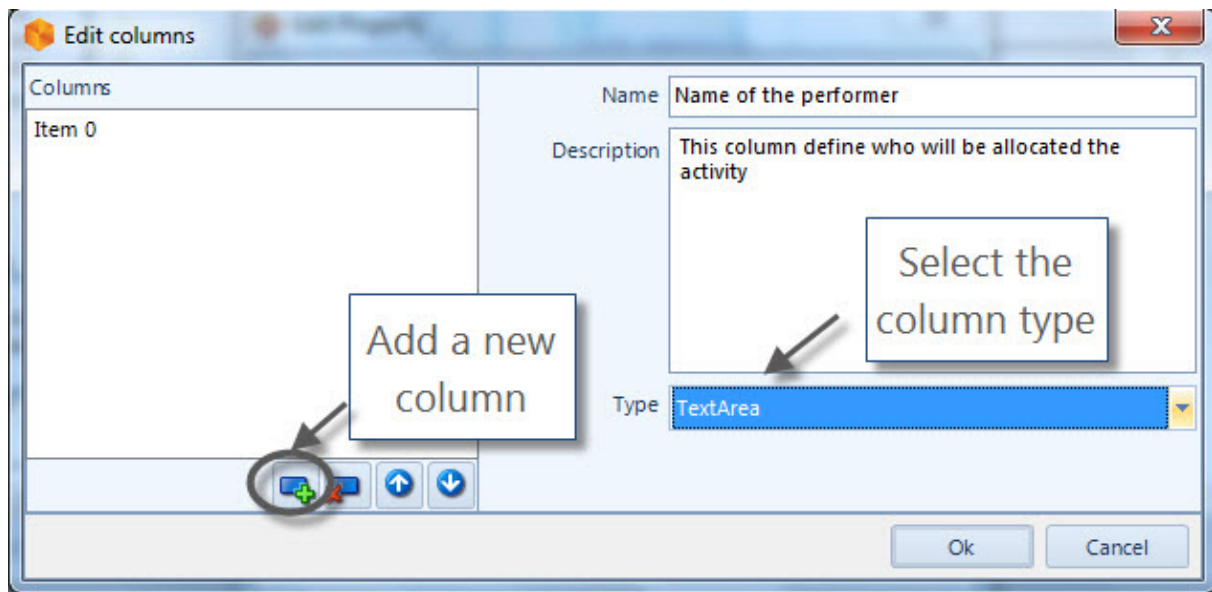 Edit columns
Columns
Item 0
Name
Name of the performer
Description
This column define who will be allocated the
activity
Select the
column type
Add a new
column
Type
TextArea
Ok
Cancel